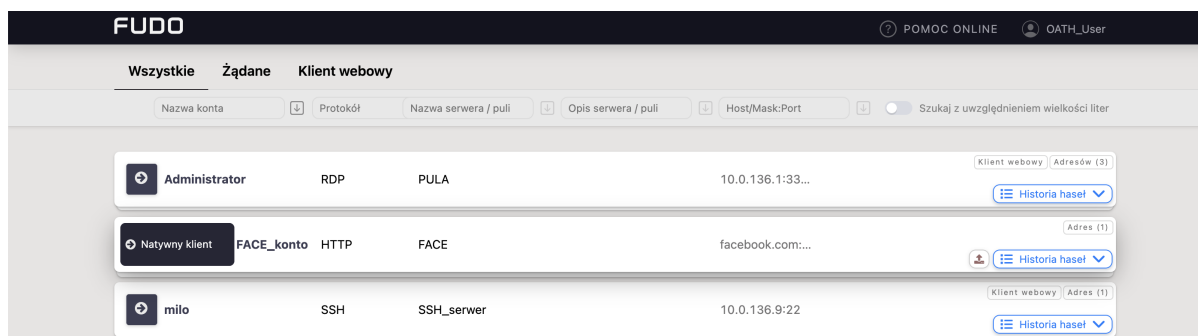 FUDO
? POMOC ONLINE OATH_User
Wszystkie Żądane Klient webowy
Nazwa konta Protokół Nazwa serwera / puli Opis serwera / puli Host/Mask:Port Szukaj z uwzględnieniem wielkości liter
Klient webowy Adresów (3)
Administrator RDP PULA 10.0.136.1:33...
Historia haseł
Adres (1)
Natywny klient FACE_konto HTTP FACE facebook.com:...
Historia haseł
Klient webowy Adres (1)
milo SSH SSH_serwer 10.0.136.9:22
Historia haseł